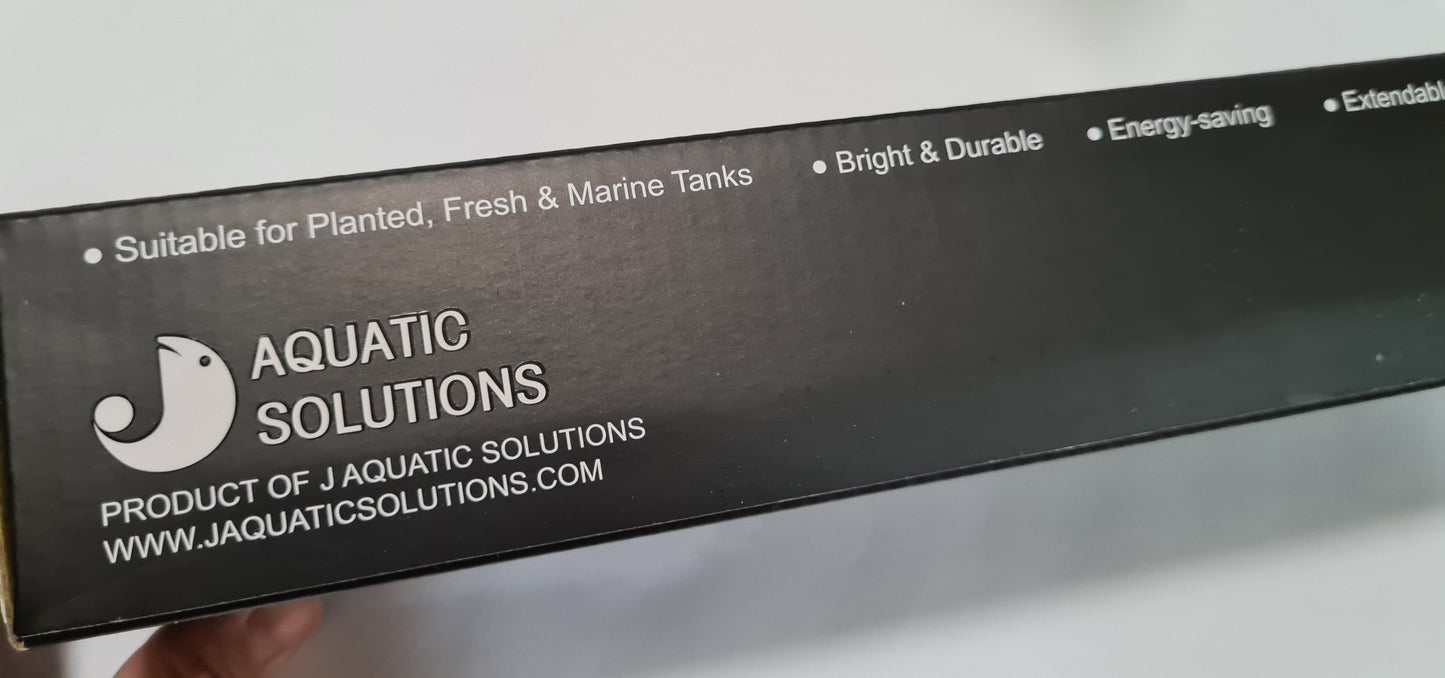 • Suitable for Planted, Fresh & Marine Tanks • Bright & Durable • Energy-saving •
AQUATIC
SOLUTIONS
PRODUCT OF J AQUATIC SOLUTIONS
WWW.JAQUATICSOLUTIONS.COM